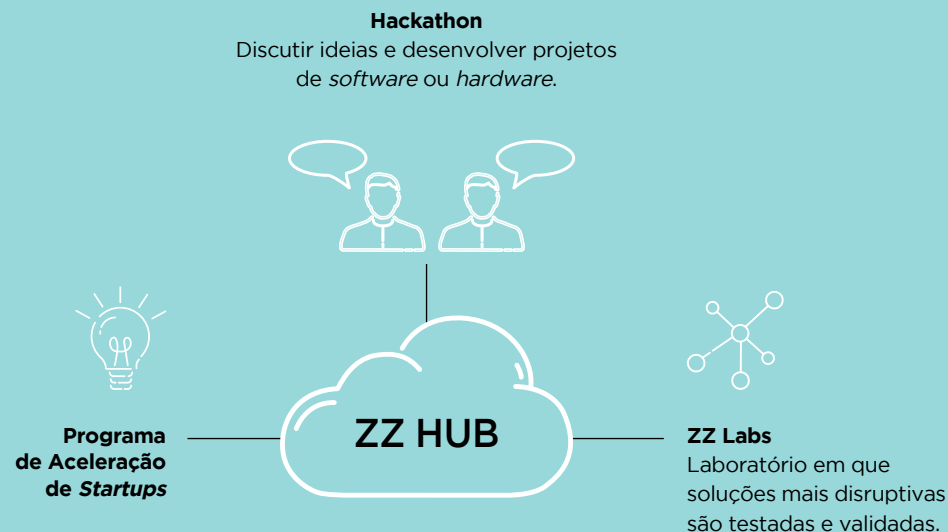 Hackathon
Discutir ideias e desenvolver projetos
de software ou hardware.
ZZ HUB
Programa
de Aceleração
de Startups
ZZ Labs
Laboratório em que
soluções mais disruptivas
são testadas e validadas.